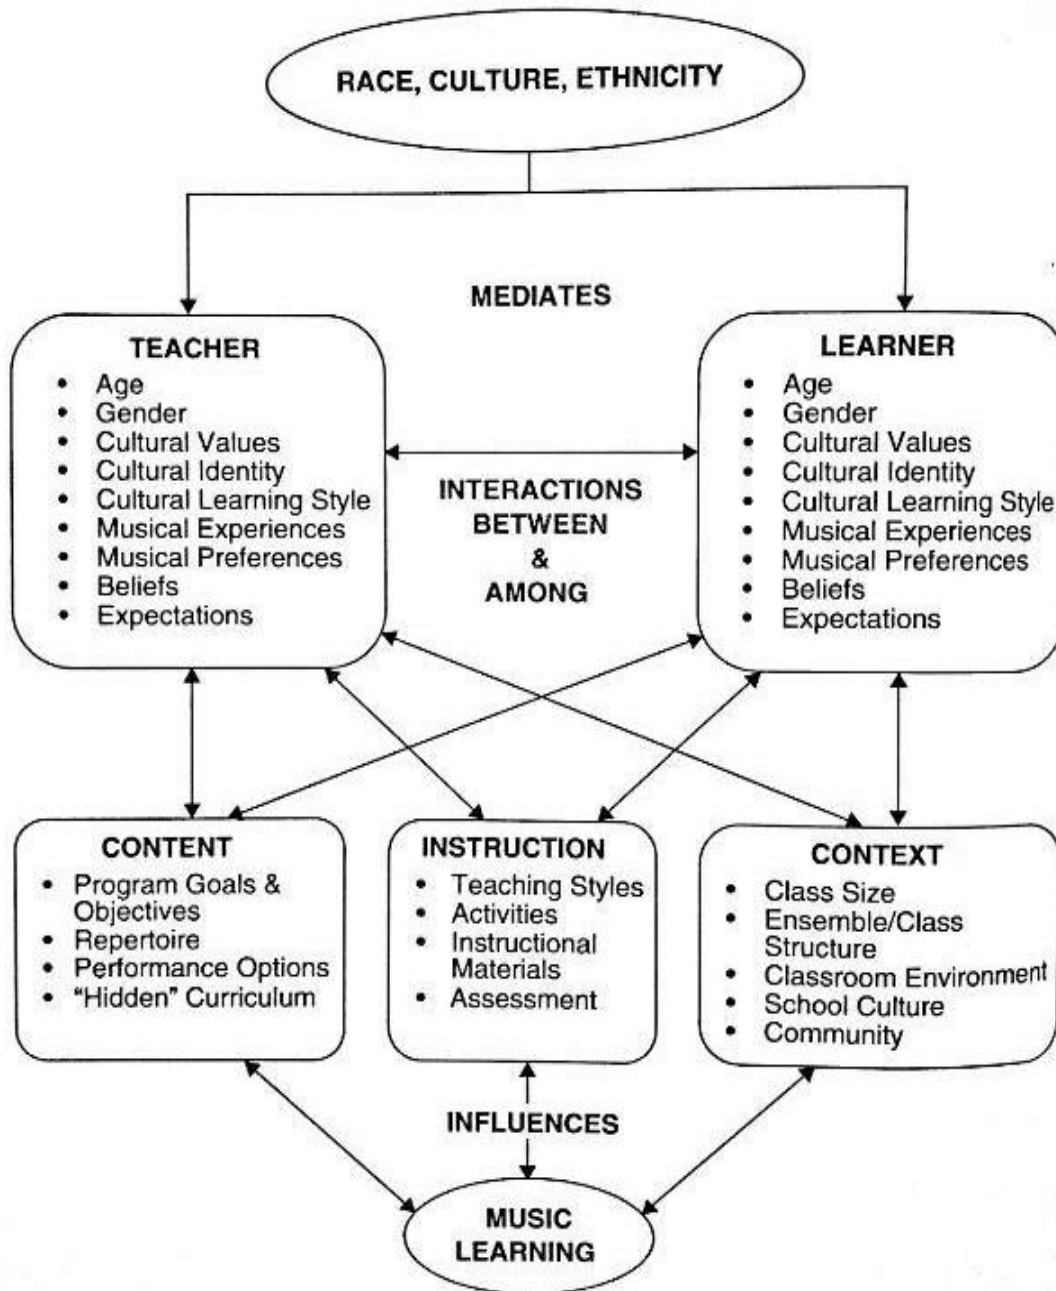 RACE, CULTURE, ETHNICITY
MEDIATES
TEACHER
• Age
• Gender
• Cultural Values
• Cultural Identity
• Cultural Learning Style
• Musical Experiences
• Musical Preferences
• Beliefs
• Expectations
INTERACTIONS
BETWEEN
&
AMONG
LEARNER
• Age
• Gender
• Cultural Values
• Cultural Identity
• Cultural Learning Style
• Musical Experiences
• Musical Preferences
• Beliefs
• Expectations
CONTENT
• Program Goals &
Objectives
• Repertoire
• Performance Options
• “Hidden” Curriculum
INSTRUCTION
• Teaching Styles
• Activities
• Instructional
Materials
• Assessment
CONTEXT
• Class Size
• Ensemble/Class
Structure
• Classroom Environment
• School Culture
• Community
INFLUENCES
MUSIC
LEARNING